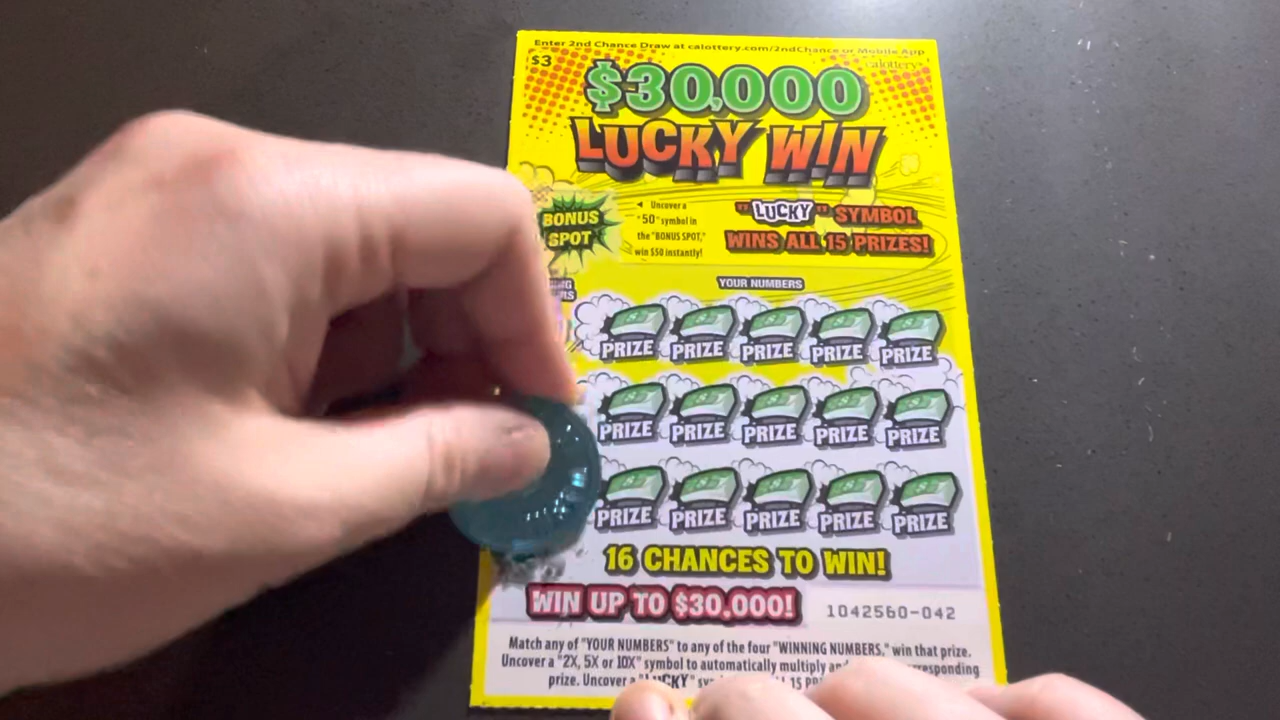 Enter 2nd Chance Draw at calottery.com/2ndChance or Mobile App
$3
calottery
$30,000
LUCKY WIN
BONUS
SPOT
Uncover a
"50" symbol in
the "BONUS SPOT,"
win $50 instantly!
"LUCKY" SYMBOL
WINS ALL 15 PRIZES!
YOUR NUMBERS
PRIZE PRIZE PRIZE PRIZE PRIZE
PRIZE PRIZE PRIZE PRIZE PRIZE
PRIZE PRIZE PRIZE PRIZE PRIZE
16 CHANCES TO WIN!
WIN UP TO $30,000!
1042560-042
Match any of "YOUR NUMBERS" to any of the four "WINNING NUMBERS," win that prize.
Uncover a "2X, 5X or 10X" symbol to automatically multiply
prize. Uncover a "LUCKY"